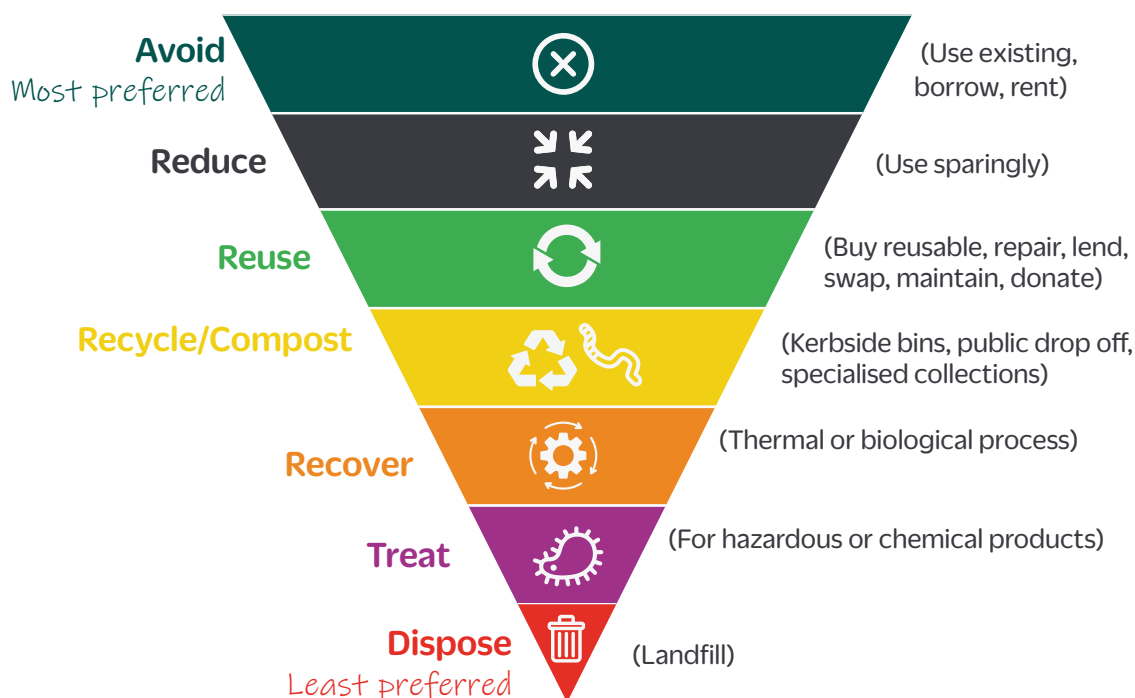 Avoid
Most preferred
(Use existing,
borrow, rent)
Reduce
(Use sparingly)
Reuse
(Buy reusable, repair, lend,
swap, maintain, donate)
Recycle/Compost
(Kerbside bins, public drop off,
specialised collections)
Recover
(Thermal or biological process)
Treat
(For hazardous or chemical products)
Dispose
Least preferred
(Landfill)